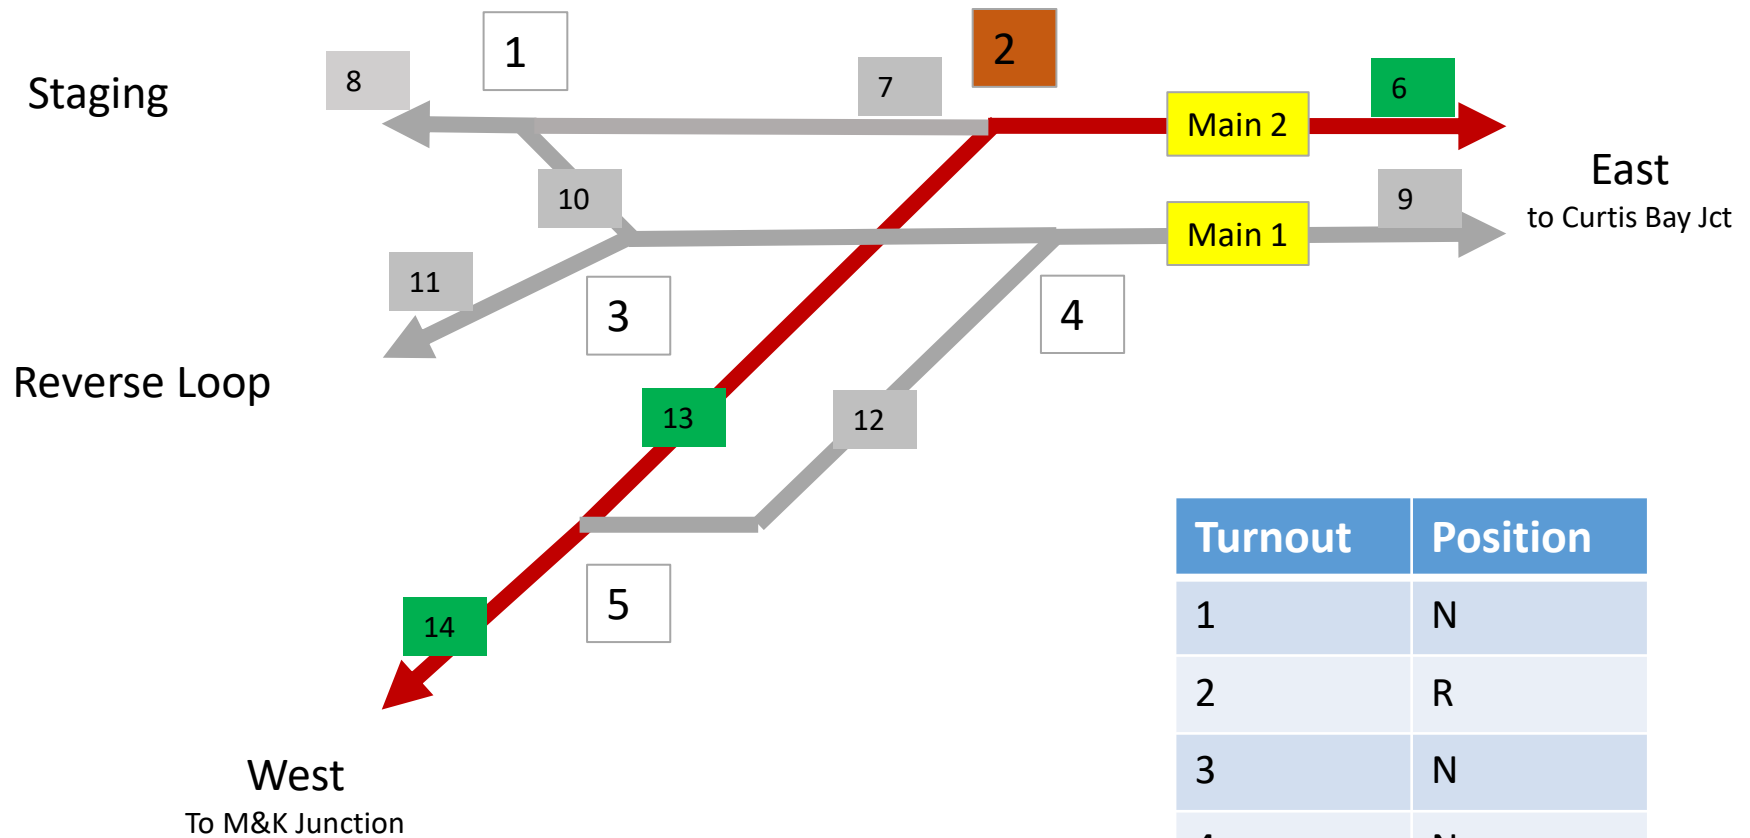 1
2
8
7
6
Staging
Main 2
East
to Curtis Bay Jct
10
9
Main 1
11
3
4
Reverse Loop
13
12
5
14
West
To M&K Junction
Turnout Position
1 N
2 R
3 N
4 N